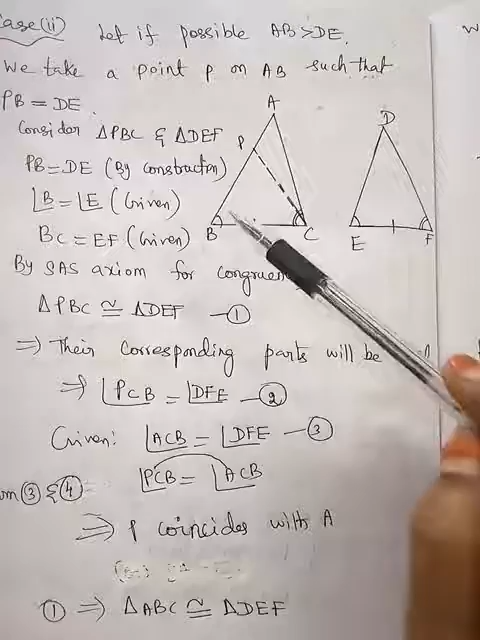 Case(ii) Let if possible AB>DE.
We take a point P on AB such that
PB = DE
Consider ΔPBC & ΔDEF
PB=DE (By construction)
∠B=∠E (Given)
BC=EF (Given)
A
P
B
C
D
E
F
By SAS axiom for congruency
ΔPBC ≅ ΔDEF —①
⇒ Their corresponding parts will be
⇒ ∠PCB = ∠DFE —②
Given: ∠ACB = ∠DFE —③
∠PCB = ∠ACB
③ & ④
⇒ P coincides with A
① ⇒ ΔABC ≅ ΔDEF